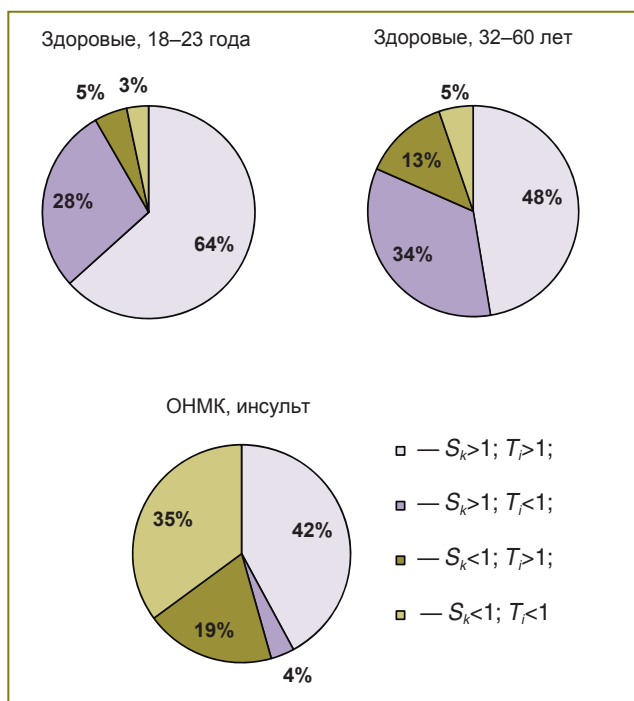 Здоровые, 18–23 года
5%
3%
28%
64%
Здоровые, 32–60 лет
5%
13%
48%
34%
ОНМК, инсульт
35%
42%
19%
4%
— Sₖ>1; Tᵢ>1;
— Sₖ>1; Tᵢ<1;
— Sₖ<1; Tᵢ>1;
— Sₖ<1; Tᵢ<1